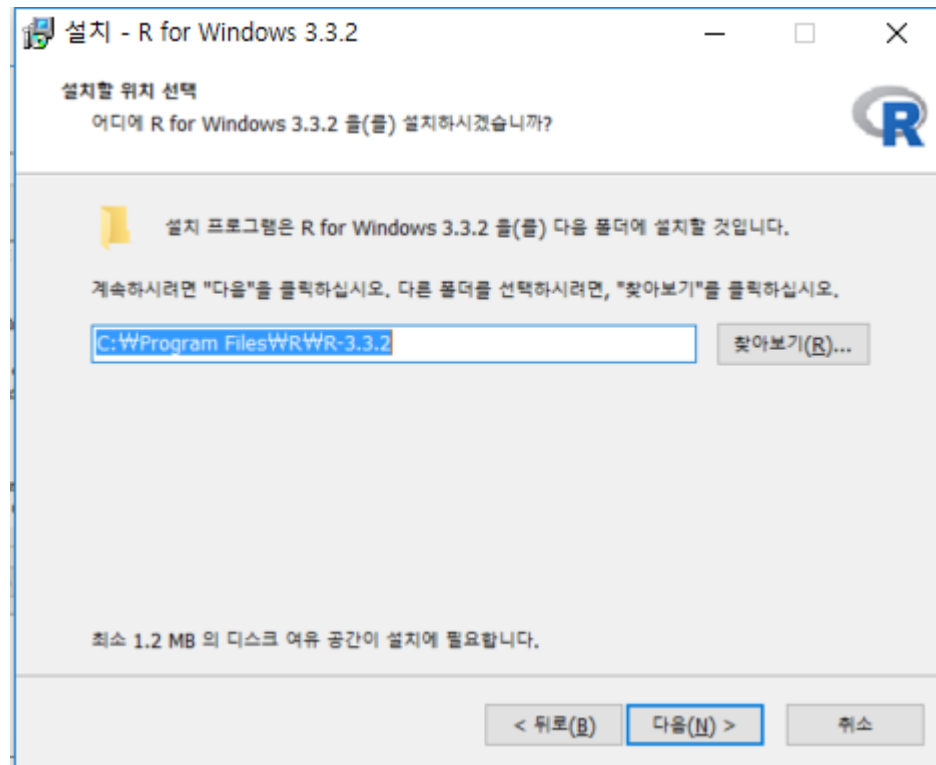 설치 - R for Windows 3.3.2
설치할 위치 선택
어디에 R for Windows 3.3.2 을(를) 설치하시겠습니까?
R
설치 프로그램은 R for Windows 3.3.2 을(를) 다음 폴더에 설치할 것입니다.
계속하시려면 "다음"을 클릭하십시오. 다른 폴더를 선택하시려면, "찾아보기"를 클릭하십시오.
C:₩Program Files₩R₩R-3.3.2
찾아보기(R)...
최소 1.2 MB 의 디스크 여유 공간이 설치에 필요합니다.
< 뒤로(B)
다음(N) >
취소